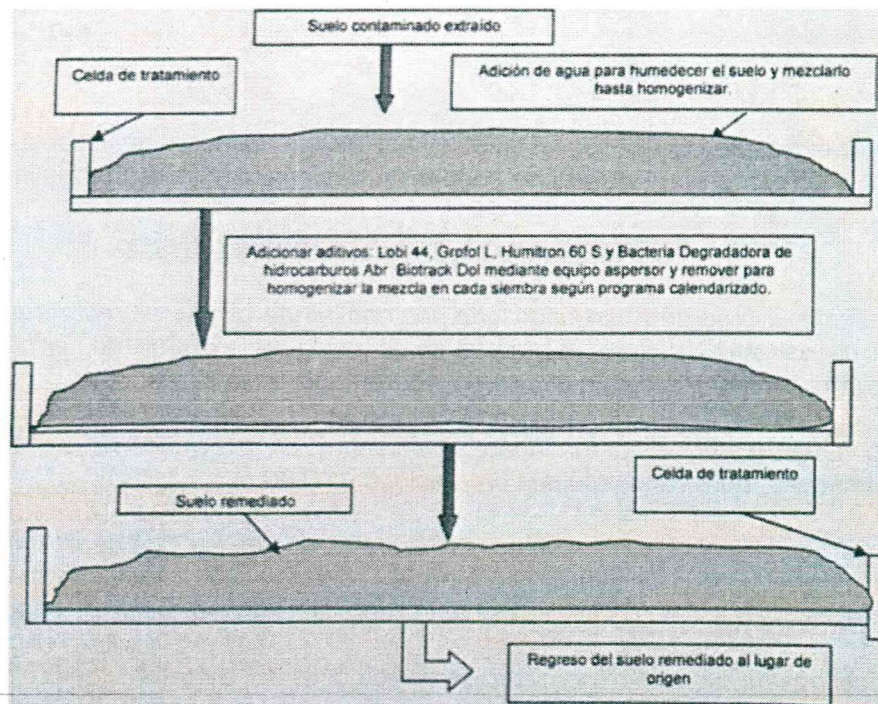 Suelo contaminado extraído
Celda de tratamiento
Adición de agua para humedecer el suelo y mezclarlo
hasta homogenizar.
Adicionar aditivos: Lobi 44, Grofol L, Humitron 60 S y Bacteria Degradadora de
hidrocarburos Abr Biotrack Dol mediante equipo aspersor y remover para
homogenizar la mezcla en cada siembra según programa calendarizado.
Celda de tratamiento
Suelo remediado
Regreso del suelo remediado al lugar de
origen